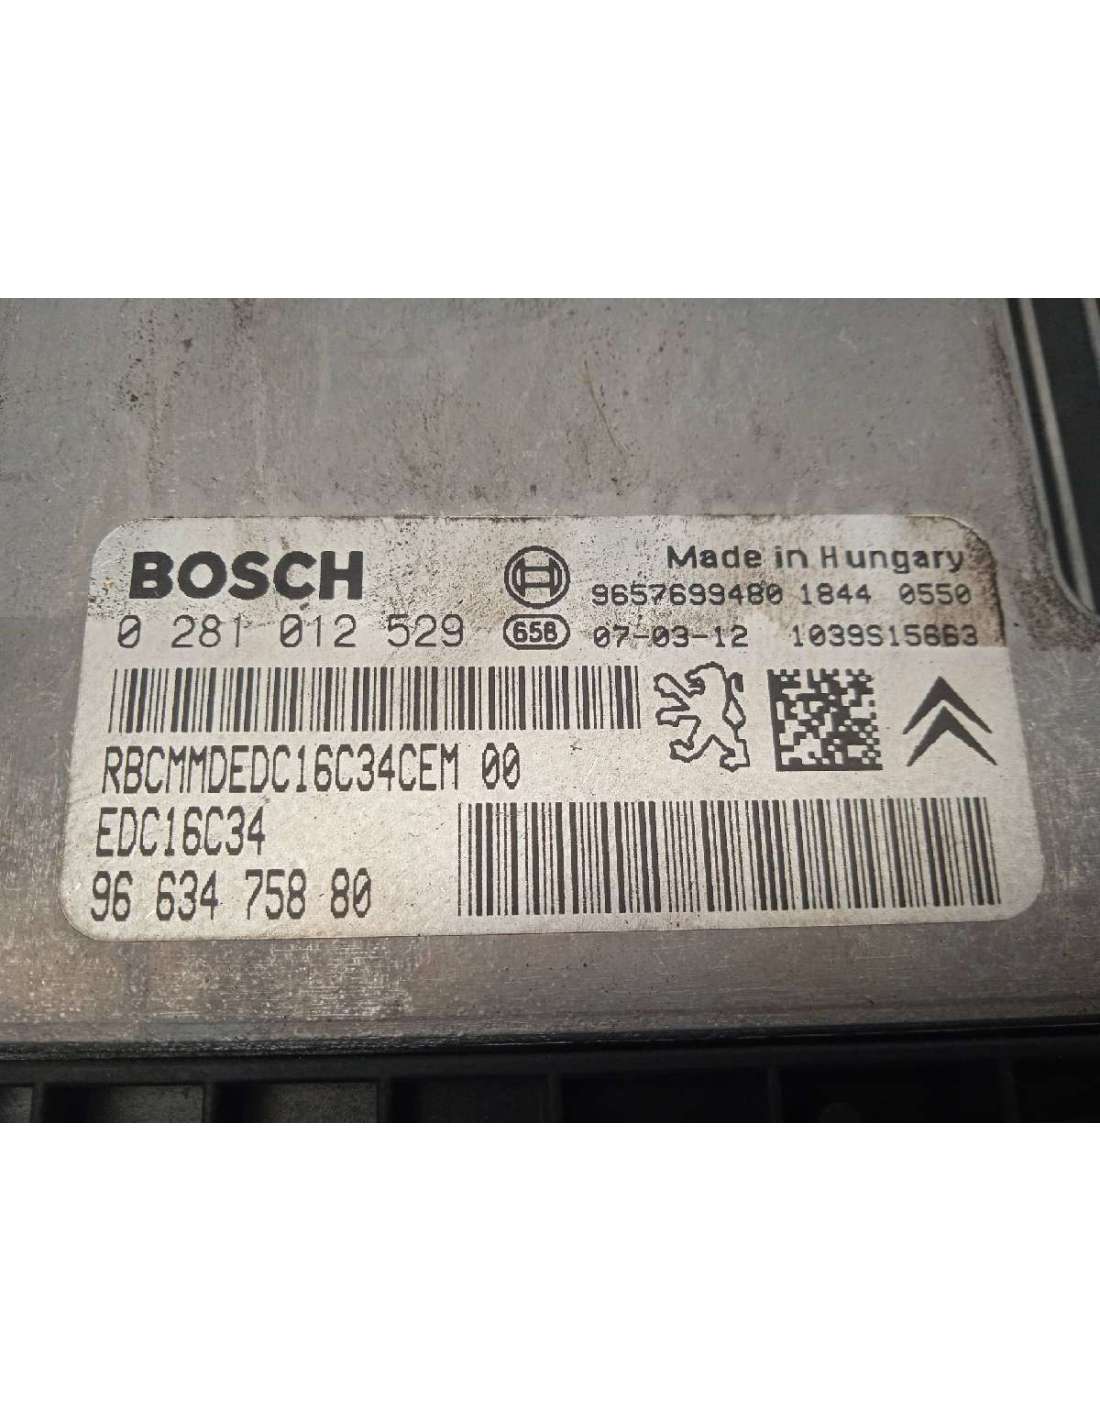 BOSCH
Made in Hungary
9657699480 1844 0550
0 281 012 529
65B
07-03-12 1039S15663
RBCMMDEDC16C34CEM 00
EDC16C34
96 634 758 80